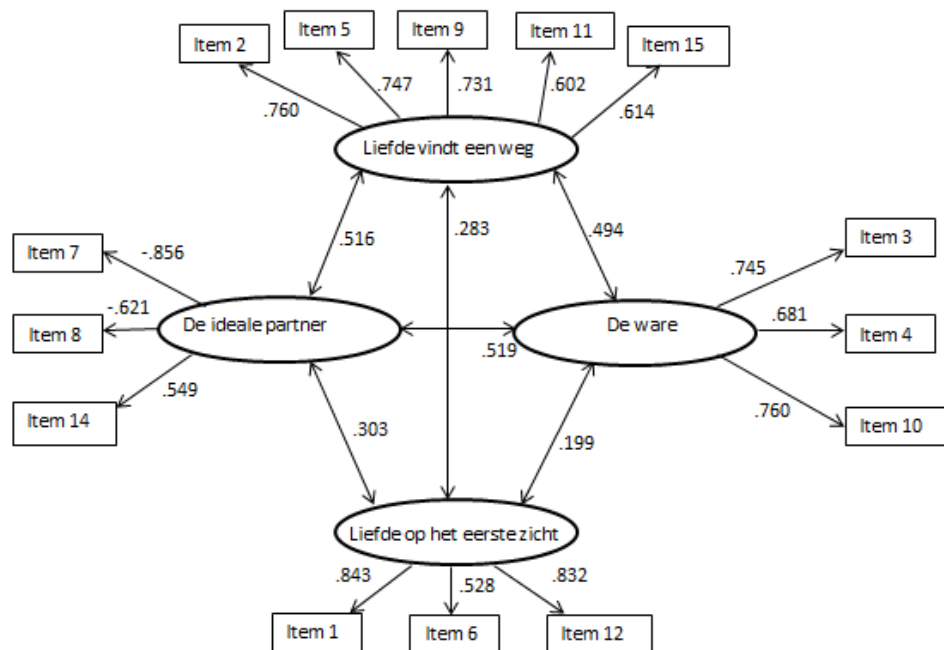 Item 2
Item 5
Item 9
Item 11
Item 15
.760
.747
.731
.602
.614
Liefde vindt een weg
.516
.283
.494
Item 7
-.856
Item 8
-.621
Item 14
.549
De ideale partner
.519
De ware
.745
Item 3
.681
Item 4
.760
Item 10
.303
.199
Liefde op het eerste zicht
.843
.528
.832
Item 1
Item 6
Item 12